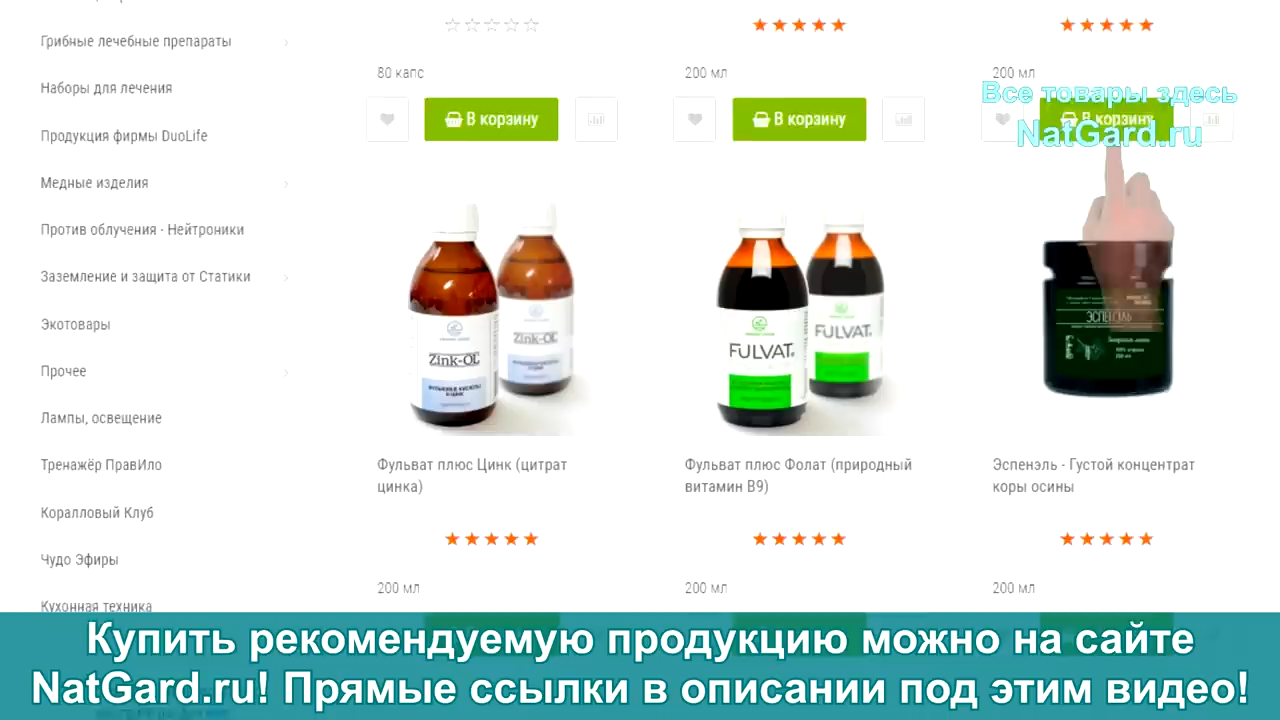 Грибные лечебные препараты
Наборы для лечения
Продукция фирмы DuoLife
Медные изделия
Против облучения - Нейтроники
Заземление и защита от Статики
Экотовары
Прочее
Лампы, освещение
Тренажёр ПравИло
Коралловый Клуб
Чудо Эфиры
Кухонная техника
80 капс
200 мл
200 мл
В корзину
В корзину
В корзину
Все товары здесь
NatGard.ru
Zink-OL
Zink-OL
FULVAT
FULVAT
ЭСПЕНЭЛЬ
Фульват плюс Цинк (цитрат
цинка)
Фульват плюс Фолат (природный
витамин В9)
Эспенэль - Густой концентрат
коры осины
200 мл
200 мл
200 мл
Купить рекомендуемую продукцию можно на сайте
NatGard.ru! Прямые ссылки в описании под этим видео!